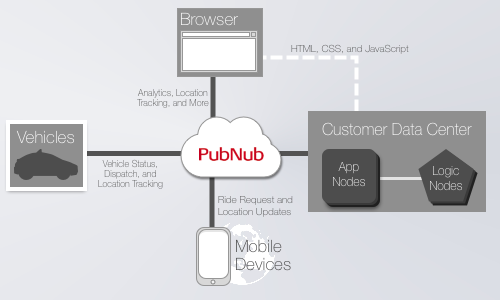 Browser
HTML, CSS, and JavaScript
Analytics, Location
Tracking, and More
Vehicles
PubNub
Customer Data Center
App
Nodes
Logic
Nodes
Vehicle Status,
Dispatch, and
Location Tracking
Ride Request and
Location Updates
Mobile
Devices